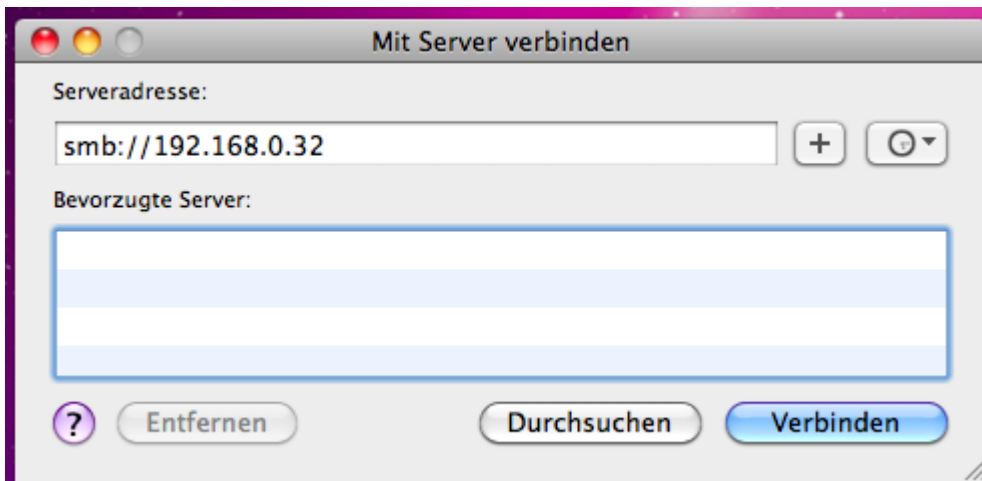 Mit Server verbinden
Serveradresse:
smb://192.168.0.32
+
Bevorzugte Server:
? Entfernen Durchsuchen Verbinden